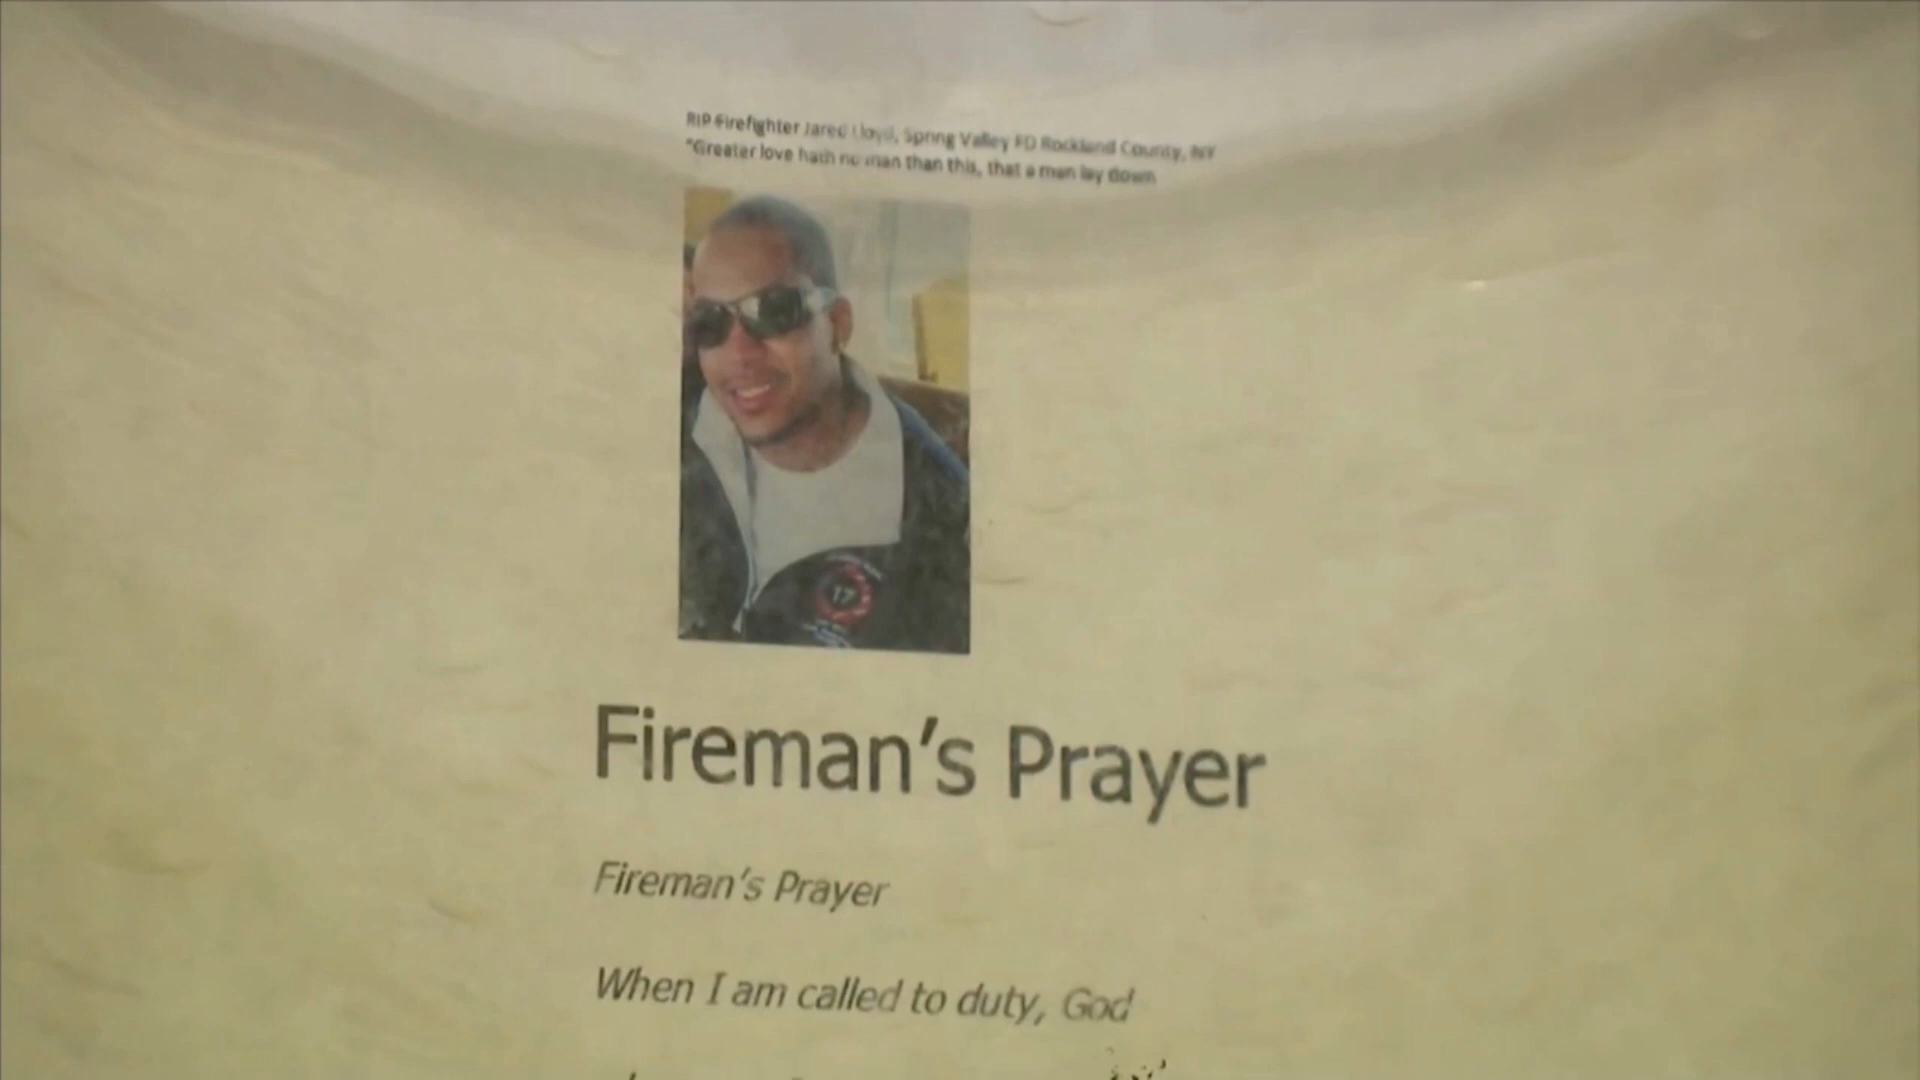 RIP Firefighter Jared Lloyd, Spring Valley FD Rockland County, NY
"Greater love hath no man than this, that a man lay down
17
Fireman's Prayer
Fireman's Prayer
When I am called to duty, God